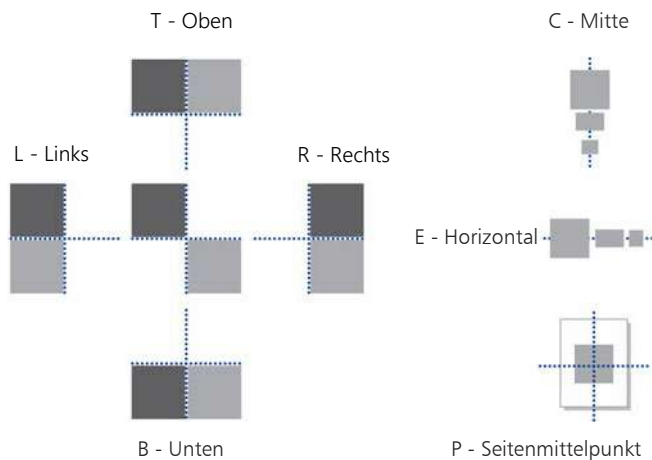 T - Oben
C - Mitte
L - Links
R - Rechts
E - Horizontal
B - Unten
P - Seitenmittelpunkt